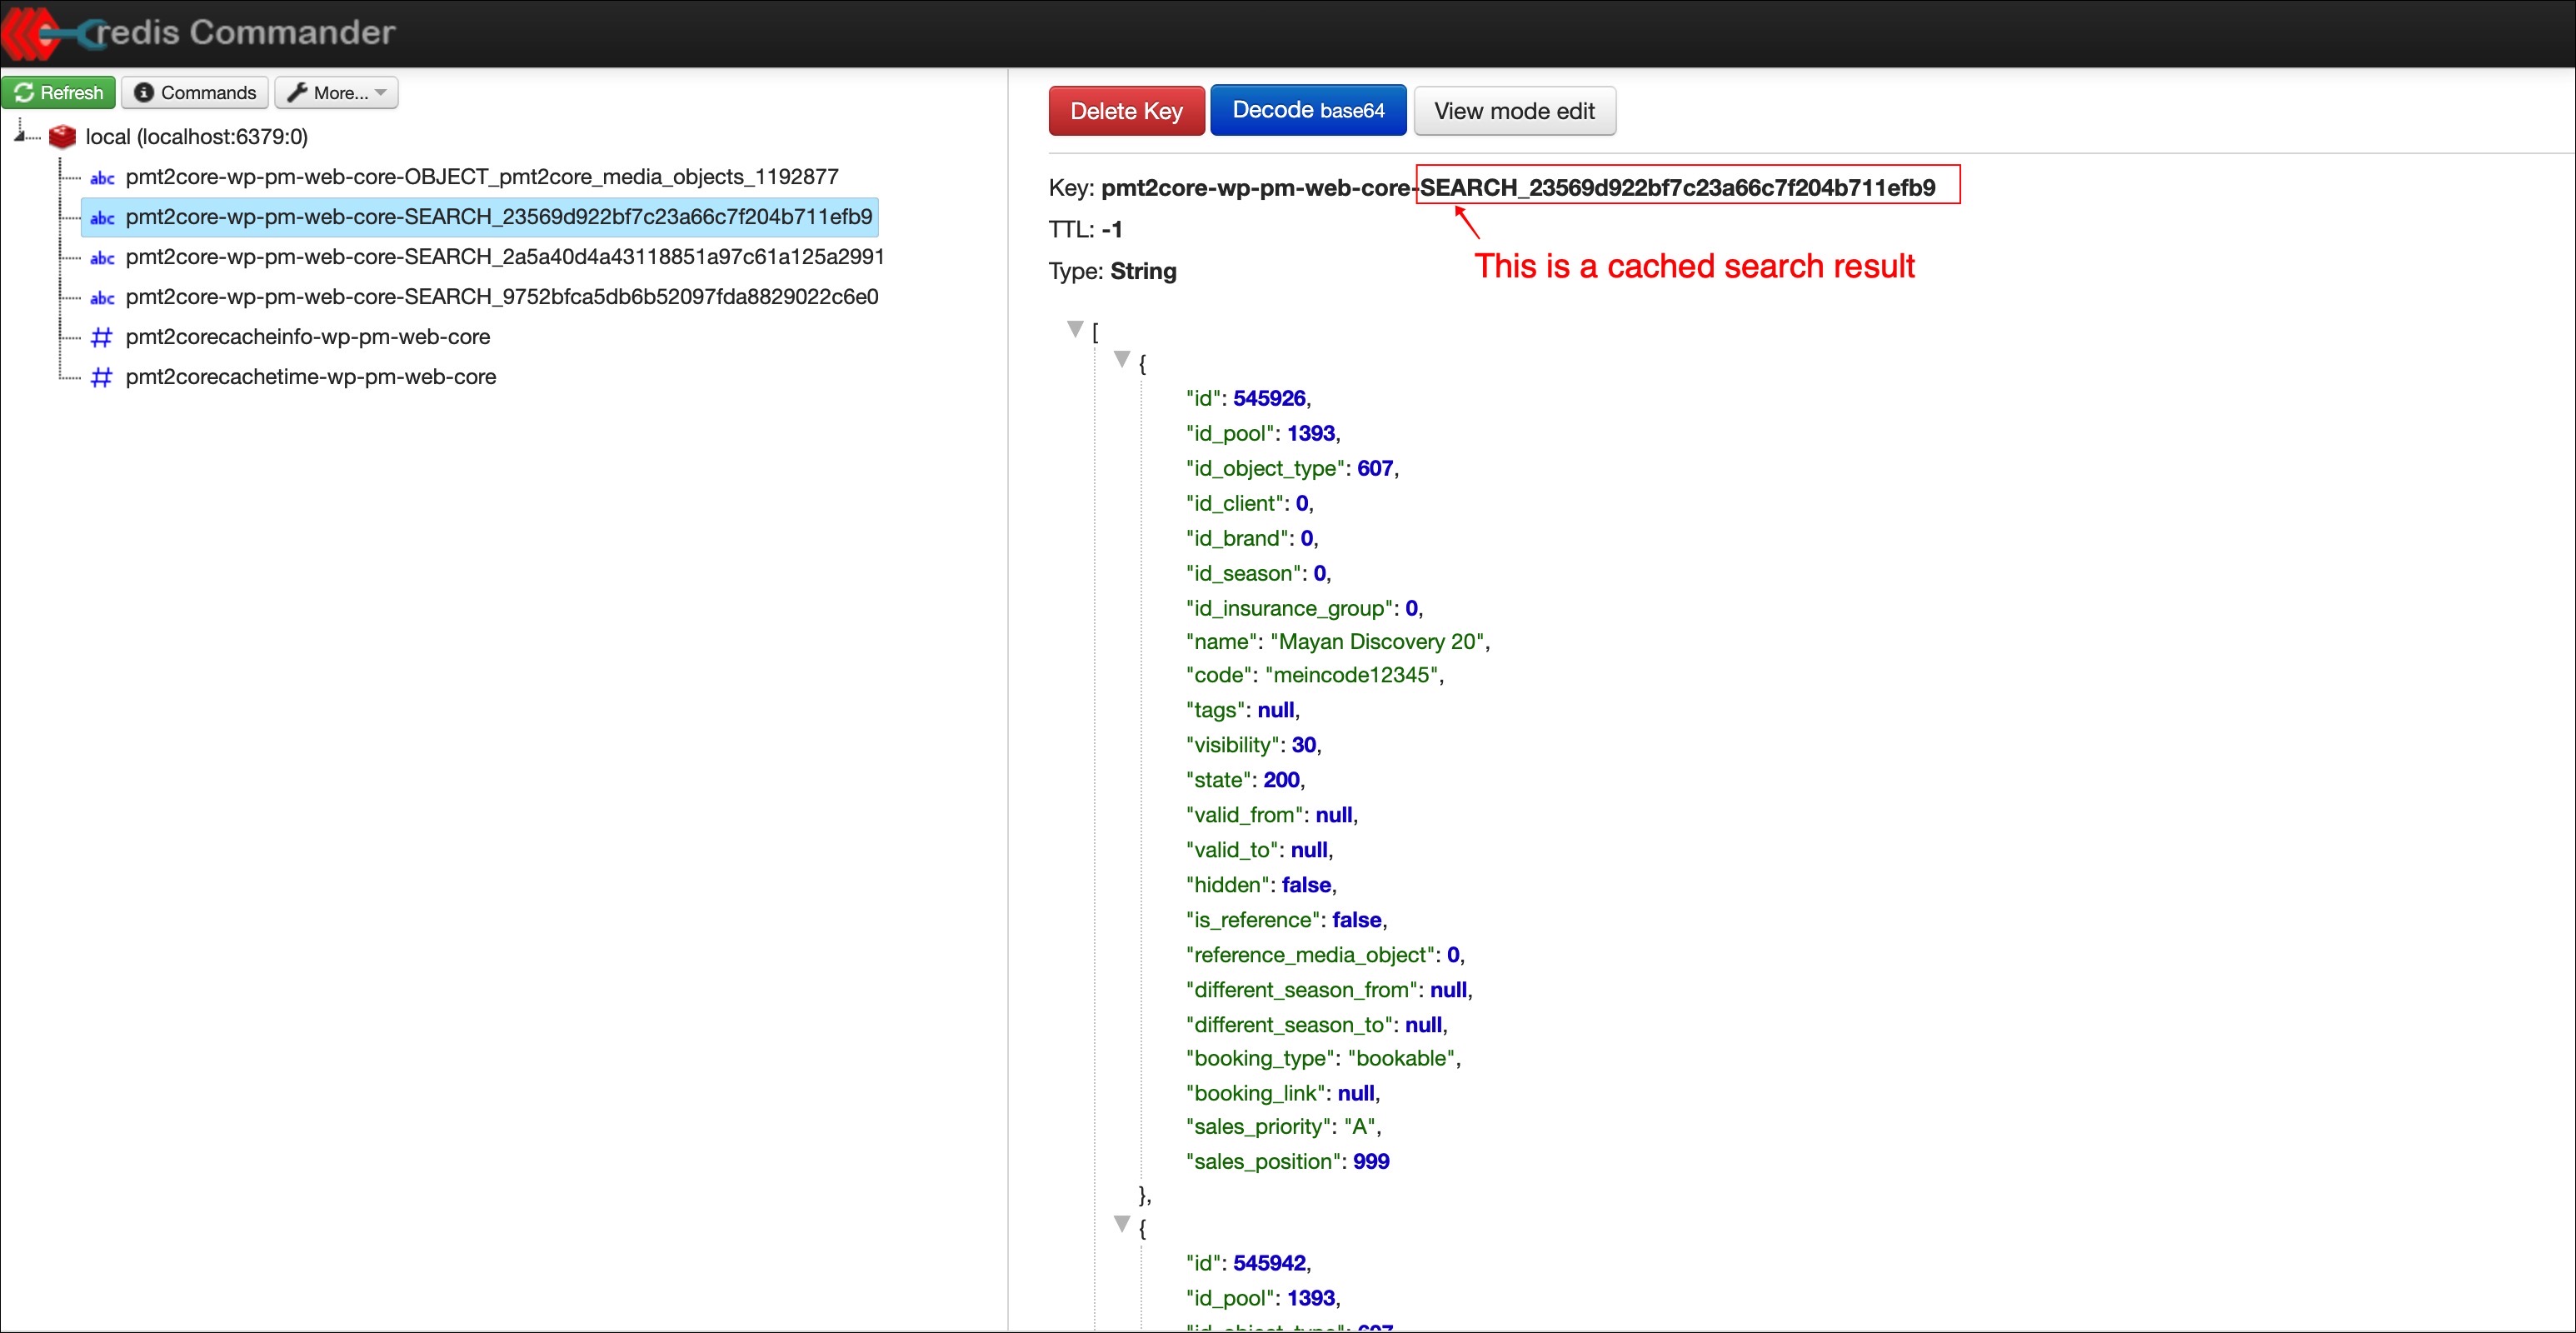 redis Commander
Refresh
Commands
More...
local (localhost:6379:0)
pmt2core-wp-pm-web-core-OBJECT_pmt2core_media_objects_1192877
pmt2core-wp-pm-web-core-SEARCH_23569d922bf7c23a66c7f204b711efb9
pmt2core-wp-pm-web-core-SEARCH_2a5a40d4a43118851a97c61a125a2991
pmt2core-wp-pm-web-core-SEARCH_9752bfca5db6b52097fda8829022c6e0
pmt2corecacheinfo-wp-pm-web-core
pmt2corecachetime-wp-pm-web-core
Delete Key
Decode base64
View mode edit
Key: pmt2core-wp-pm-web-core-SEARCH_23569d922bf7c23a66c7f204b711efb9
TTL: -1
This is a cached search result
Type: String
[
{
"id": 545926,
"id_pool": 1393,
"id_object_type": 607,
"id_client": 0,
"id_brand": 0,
"id_season": 0,
"id_insurance_group": 0,
"name": "Mayan Discovery 20",
"code": "meincode12345",
"tags": null,
"visibility": 30,
"state": 200,
"valid_from": null,
"valid_to": null,
"hidden": false,
"is_reference": false,
"reference_media_object": 0,
"different_season_from": null,
"different_season_to": null,
"booking_type": "bookable",
"booking_link": null,
"sales_priority": "A",
"sales_position": 999
},
{
"id": 545942,
"id_pool": 1393,
"id_object_type": 607